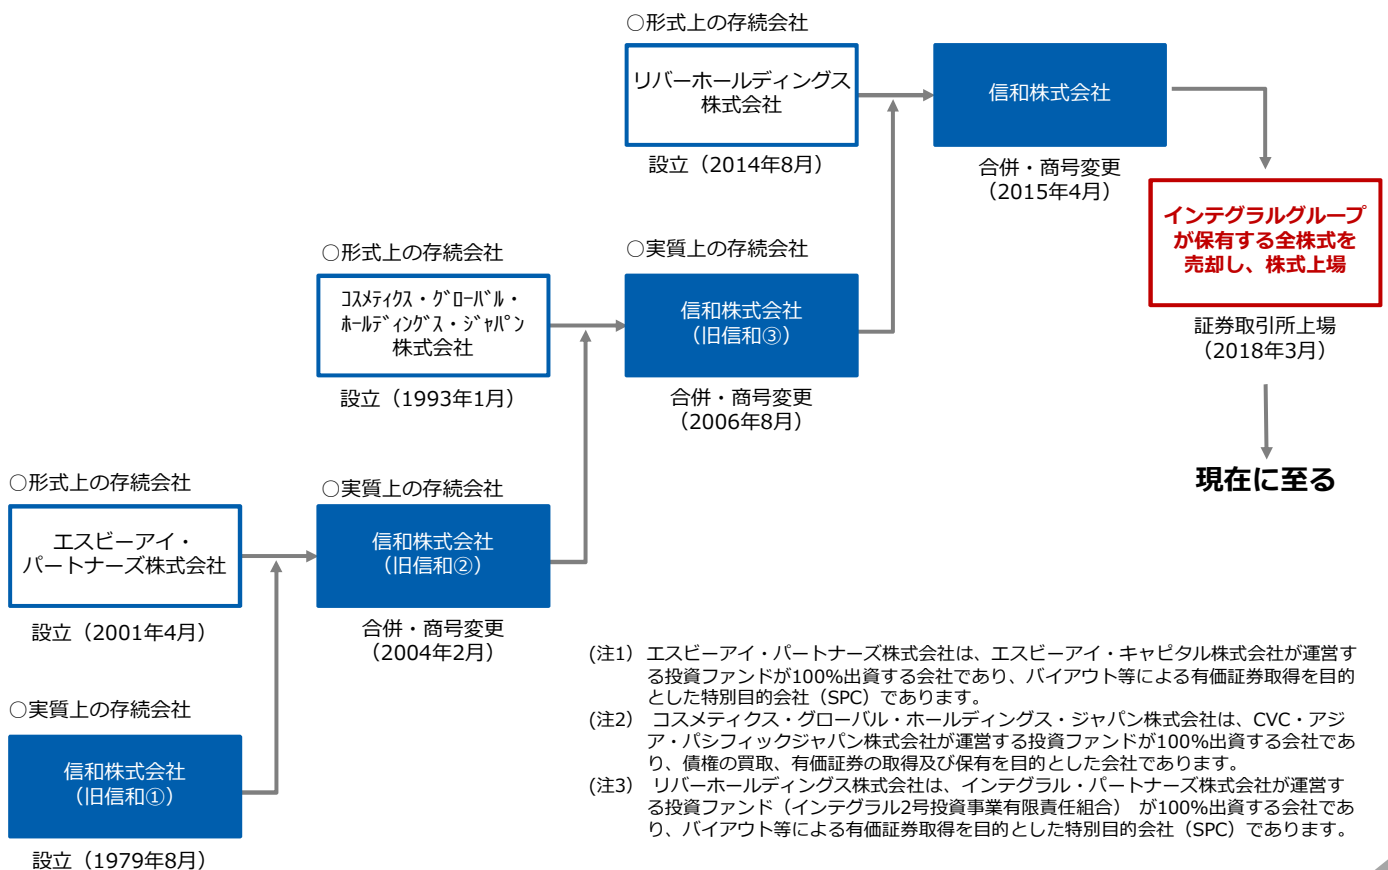 ○形式上の存続会社
リバーホールディングス
株式会社
設立（2014年8月）
信和株式会社
合併・商号変更
（2015年4月）
インテグラルグループ
が保有する全株式を
売却し、株式上場
証券取引所上場
（2018年3月）
現在に至る
○形式上の存続会社
ｺｽﾒﾃｨｸｽ・ｸﾞﾛｰﾊﾞﾙ・
ﾎｰﾙﾃﾞｨﾝｸﾞｽ・ｼﾞｬﾊﾟﾝ
株式会社
設立（1993年1月）
○実質上の存続会社
信和株式会社
（旧信和③）
合併・商号変更
（2006年8月）
○形式上の存続会社
エスビーアイ・
パートナーズ株式会社
設立（2001年4月）
○実質上の存続会社
信和株式会社
（旧信和②）
合併・商号変更
（2004年2月）
○実質上の存続会社
信和株式会社
（旧信和①）
設立（1979年8月）
(注1) エスビーアイ・パートナーズ株式会社は、エスビーアイ・キャピタル株式会社が運営す
る投資ファンドが100%出資する会社であり、バイアウト等による有価証券取得を目的
とした特別目的会社（SPC）であります。
(注2) コスメティクス・グローバル・ホールディングス・ジャパン株式会社は、CVC・アジ
ア・パシフィックジャパン株式会社が運営する投資ファンドが100%出資する会社であ
り、債権の買取、有価証券の取得及び保有を目的とした会社であります。
(注3) リバーホールディングス株式会社は、インテグラル・パートナーズ株式会社が運営す
る投資ファンド（インテグラル2号投資事業有限責任組合） が100%出資する会社であ
り、バイアウト等による有価証券取得を目的とした特別目的会社（SPC）であります。